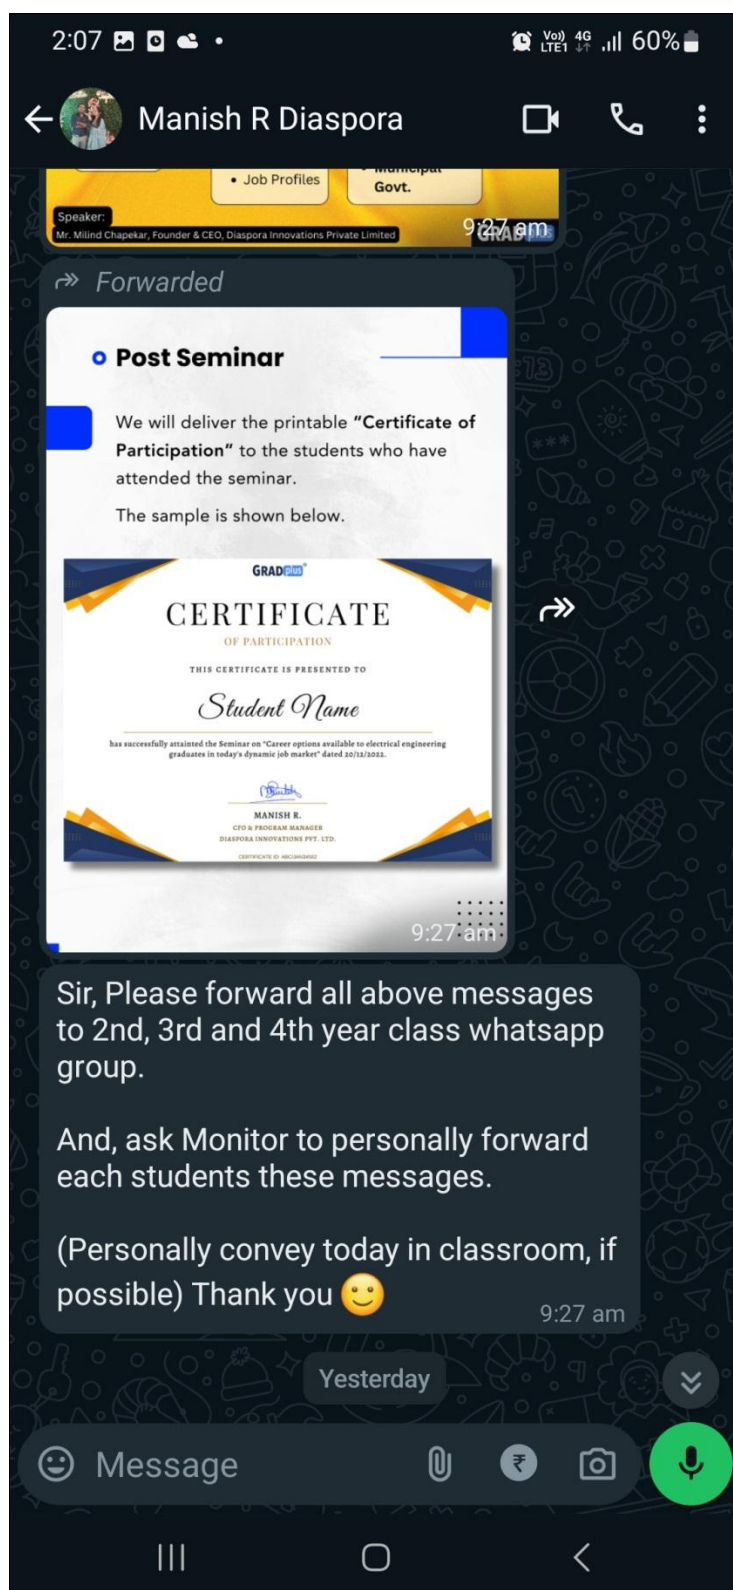 2:07
Vo)) 4G
LTE1 60%
Manish R Diaspora
• Job Profiles
Municipal
Govt.
Speaker:
Mr. Milind Chapekar, Founder & CEO, Diaspora Innovations Private Limited
GRADplus
9:27 am
Forwarded
Post Seminar
We will deliver the printable "Certificate of
Participation" to the students who have
attended the seminar.
The sample is shown below.
GRADplus
CERTIFICATE
OF PARTICIPATION
THIS CERTIFICATE IS PRESENTED TO
Student Name
has successfully attainted the Seminar on "Career options available to electrical engineering
graduates in today's dynamic job market" dated 20/12/2022.
MANISH R.
CFO & PROGRAM MANAGER
DIASPORA INNOVATIONS PVT. LTD.
CERTIFICATE ID:
9:27 am
Sir, Please forward all above messages
to 2nd, 3rd and 4th year class whatsapp
group.
And, ask Monitor to personally forward
each students these messages.
(Personally convey today in classroom, if
possible) Thank you 🙂
9:27 am
Yesterday
Message
₹